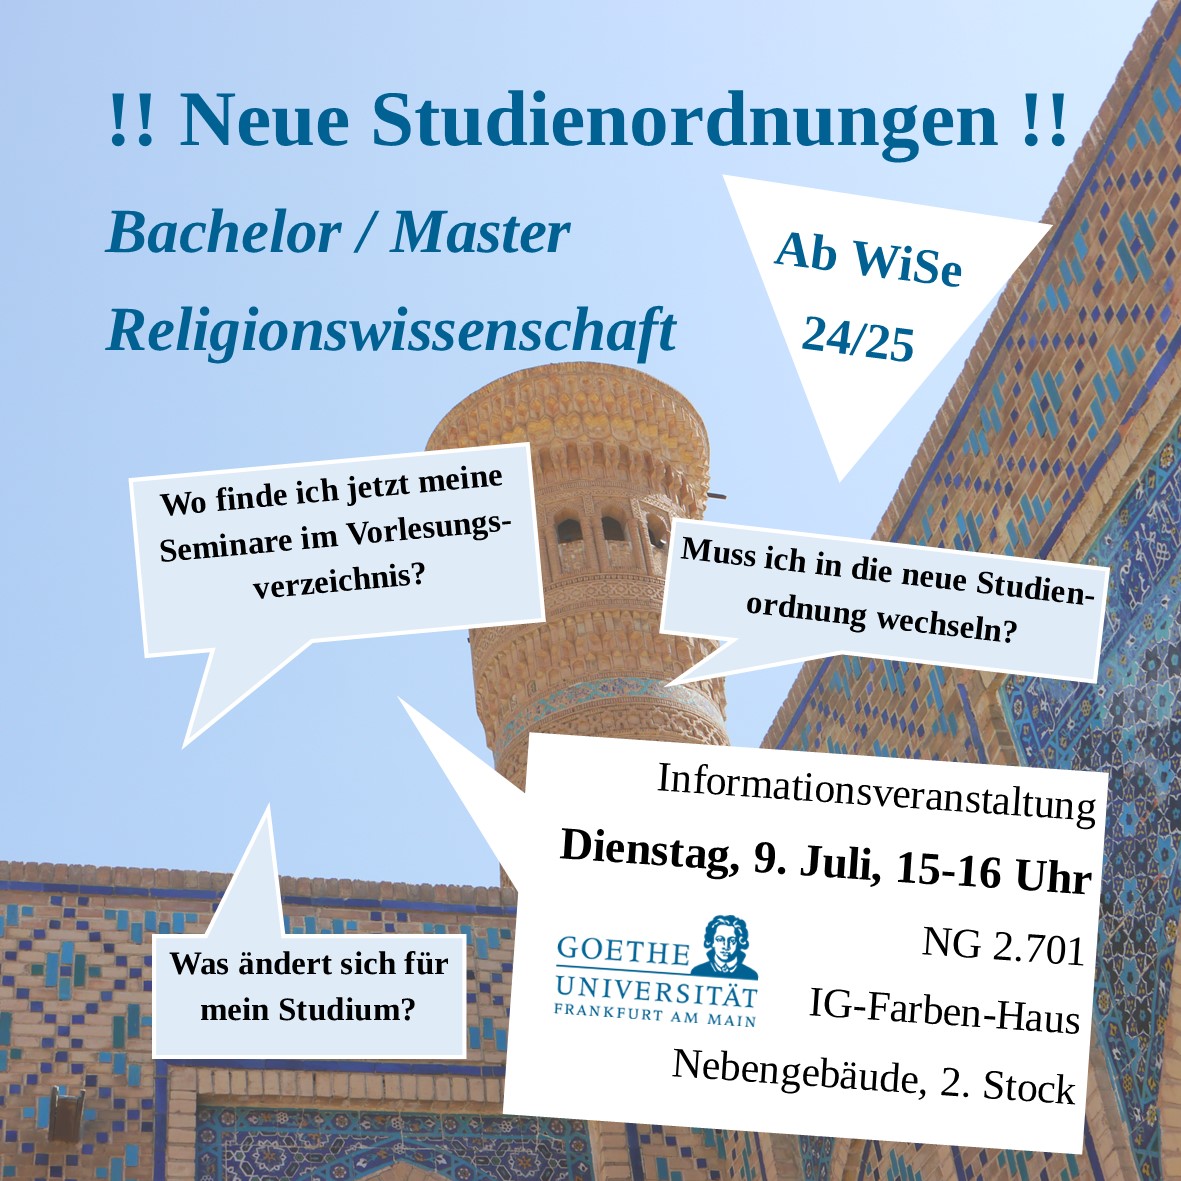 !! Neue Studienordnungen !!
Bachelor / Master
Religionswissenschaft
Ab WiSe
24/25
Wo finde ich jetzt meine
Seminare im Vorlesungs-
verzeichnis?
Muss ich in die neue Studien-
ordnung wechseln?
Was ändert sich für
mein Studium?
Informationsveranstaltung
Dienstag, 9. Juli, 15-16 Uhr
NG 2.701
IG-Farben-Haus
Nebengebäude, 2. Stock
GOETHE
UNIVERSITÄT
FRANKFURT AM MAIN